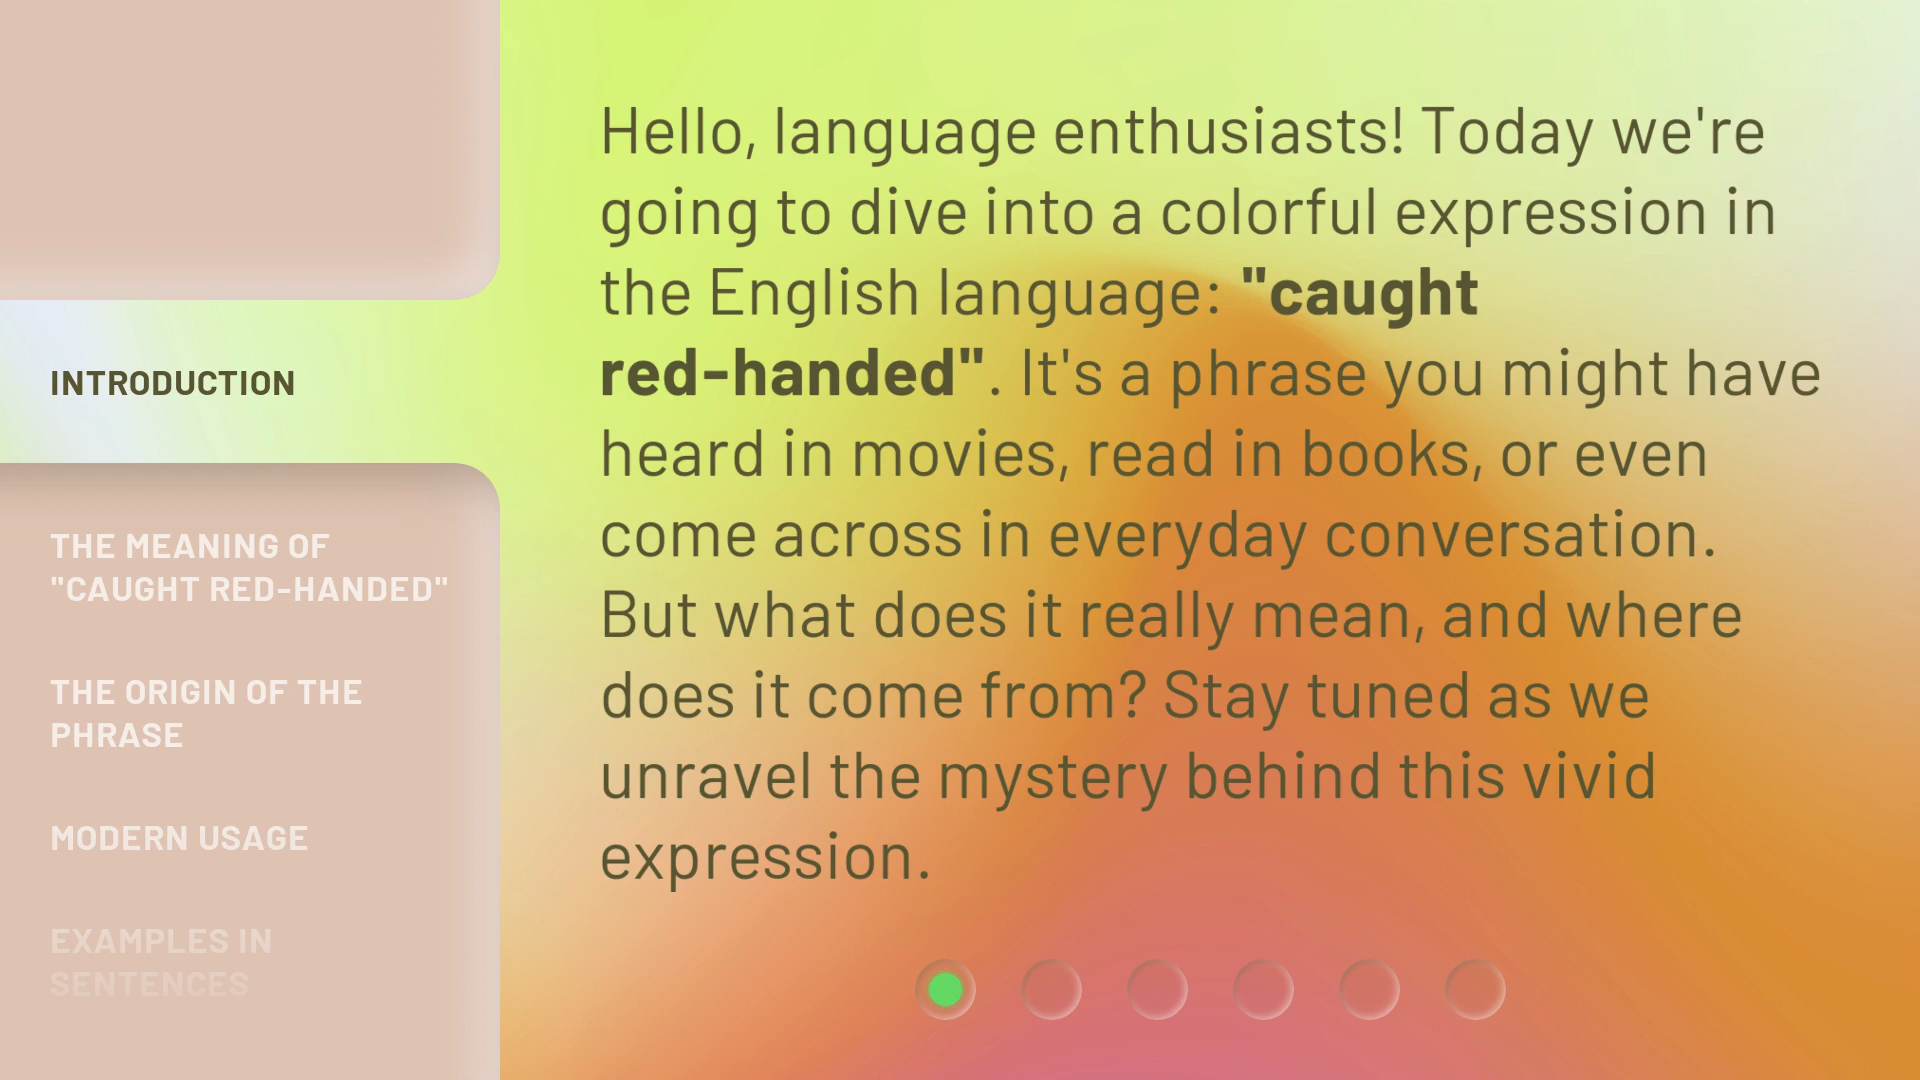 INTRODUCTION
THE MEANING OF
"CAUGHT RED-HANDED"
THE ORIGIN OF THE
PHRASE
MODERN USAGE
EXAMPLES IN
SENTENCES
Hello, language enthusiasts! Today we're
going to dive into a colorful expression in
the English language: "caught
red-handed". It's a phrase you might have
heard in movies, read in books, or even
come across in everyday conversation.
But what does it really mean, and where
does it come from? Stay tuned as we
unravel the mystery behind this vivid
expression.